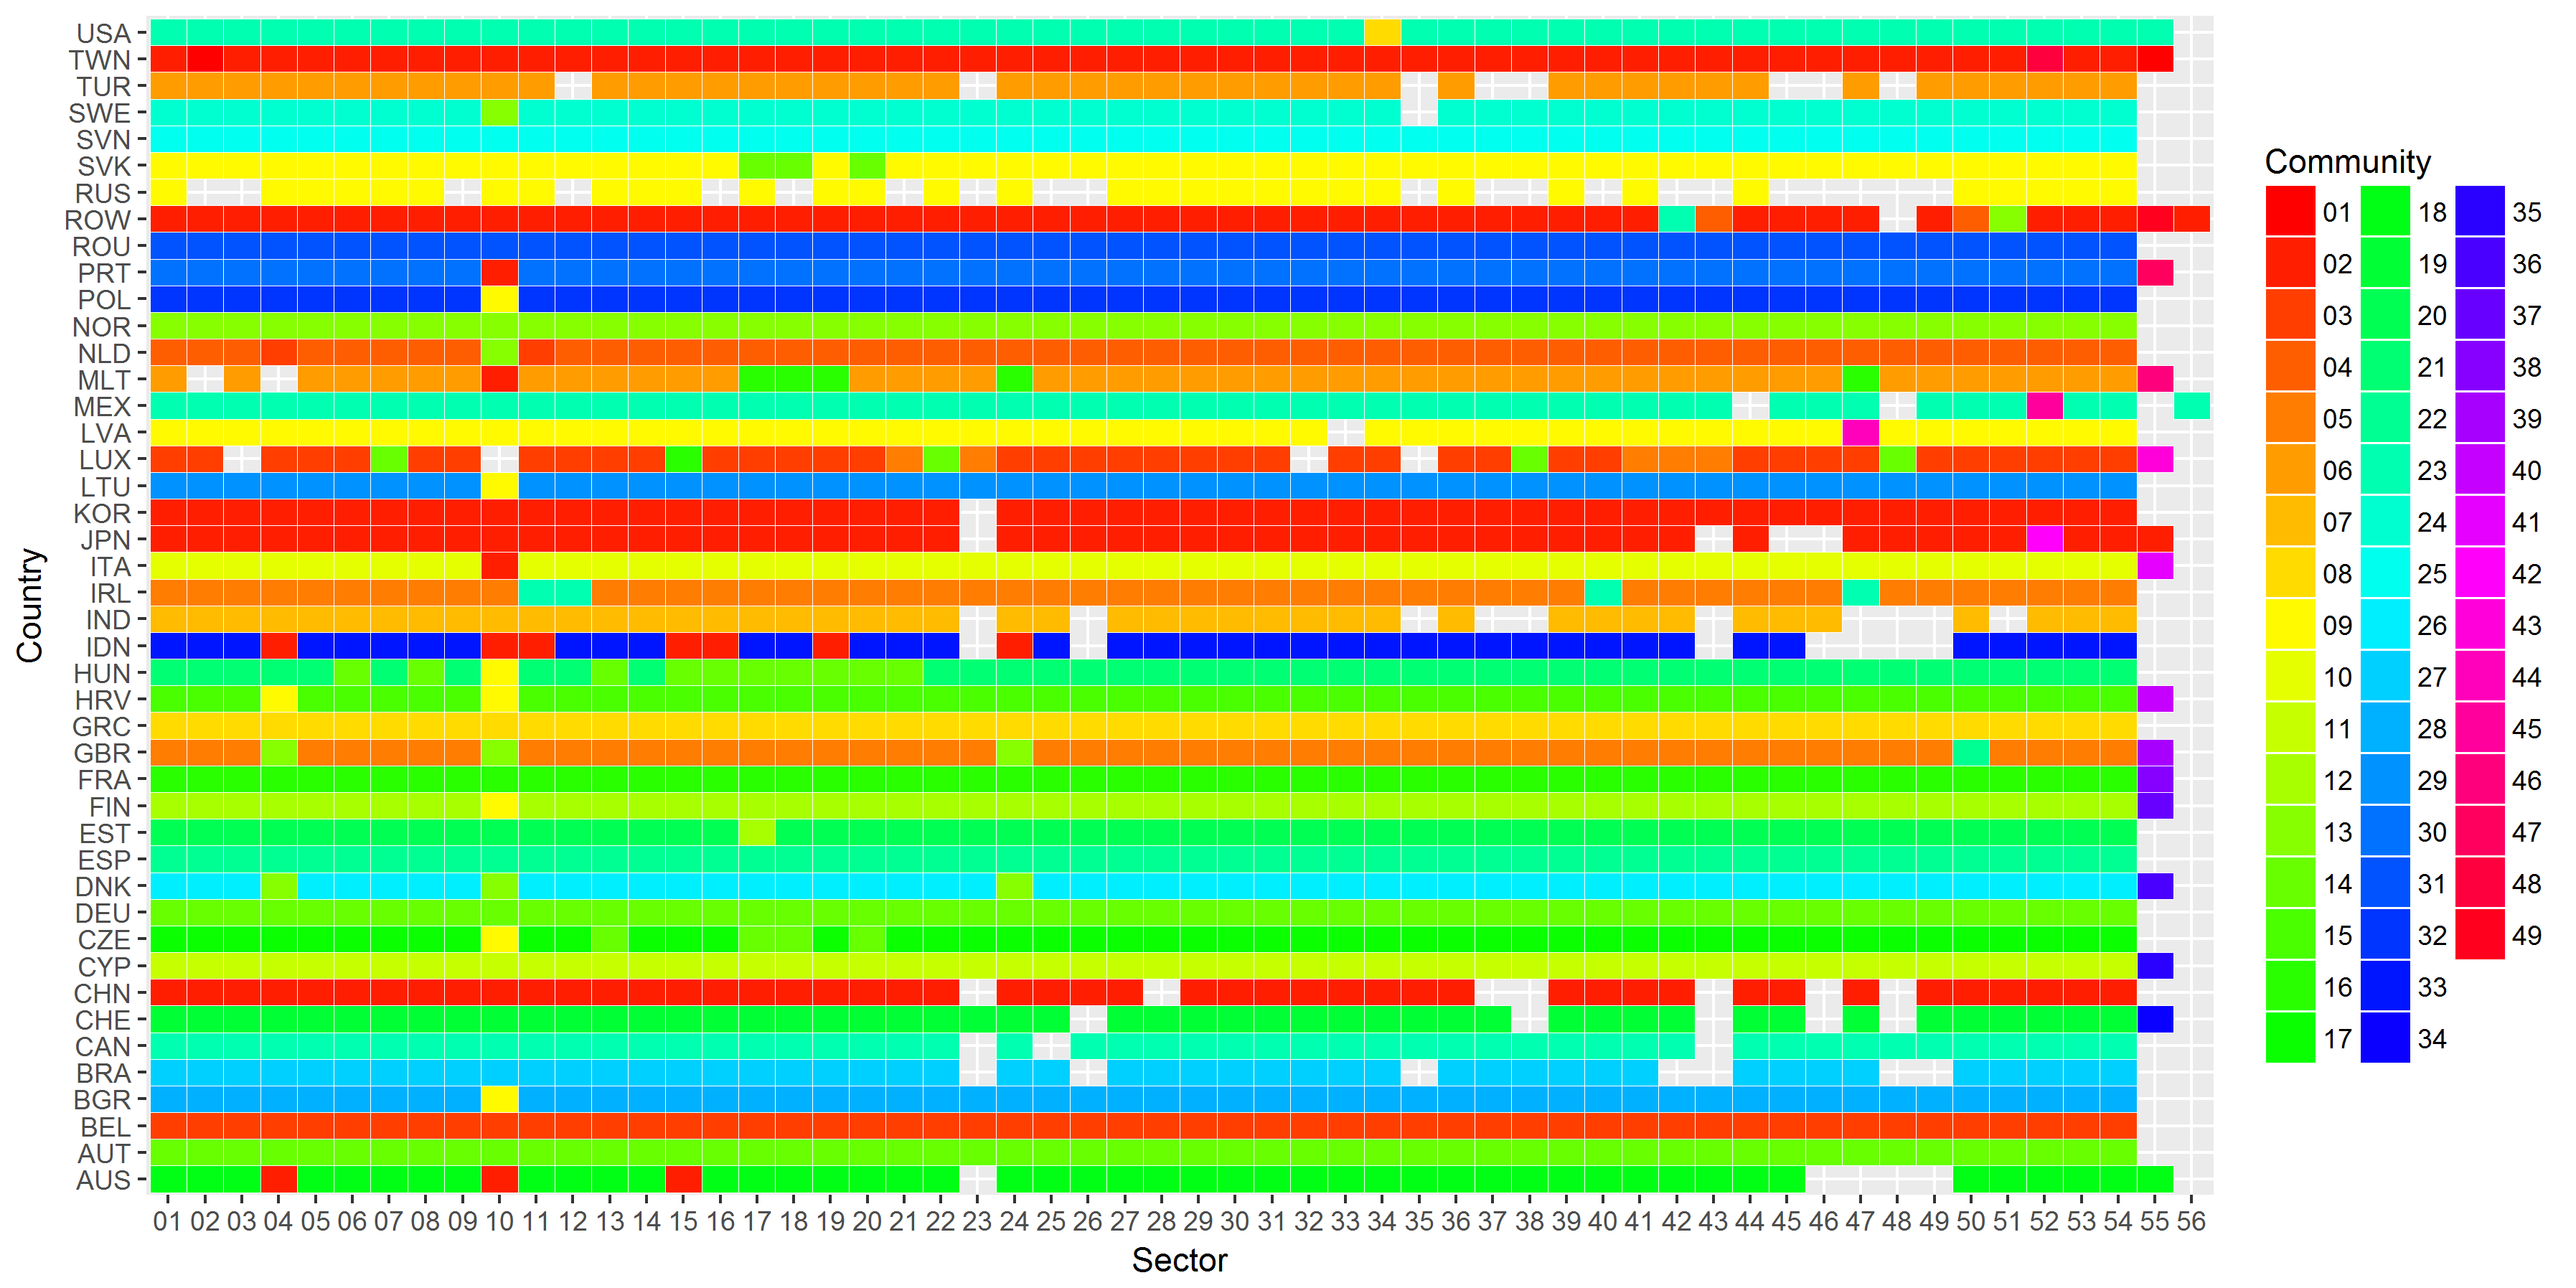 Country
USA
TWN
TUR
SWE
SVN
SVK
RUS
ROW
ROU
PRT
POL
NOR
NLD
MLT
MEX
LVA
LUX
LTU
KOR
JPN
ITA
IRL
IND
IDN
HUN
HRV
GRC
GBR
FRA
FIN
EST
ESP
DNK
DEU
CZE
CYP
CHN
CHE
CAN
BRA
BGR
BEL
AUT
AUS
01 02 03 04 05 06 07 08 09 10 11 12 13 14 15 16 17 18 19 20 21 22 23 24 25 26 27 28 29 30 31 32 33 34 35 36 37 38 39 40 41 42 43 44 45 46 47 48 49 50 51 52 53 54 55 56
Sector
Community
01 18 35
02 19 36
03 20 37
04 21 38
05 22 39
06 23 40
07 24 41
08 25 42
09 26 43
10 27 44
11 28 45
12 29 46
13 30 47
14 31 48
15 32 49
16 33
17 34